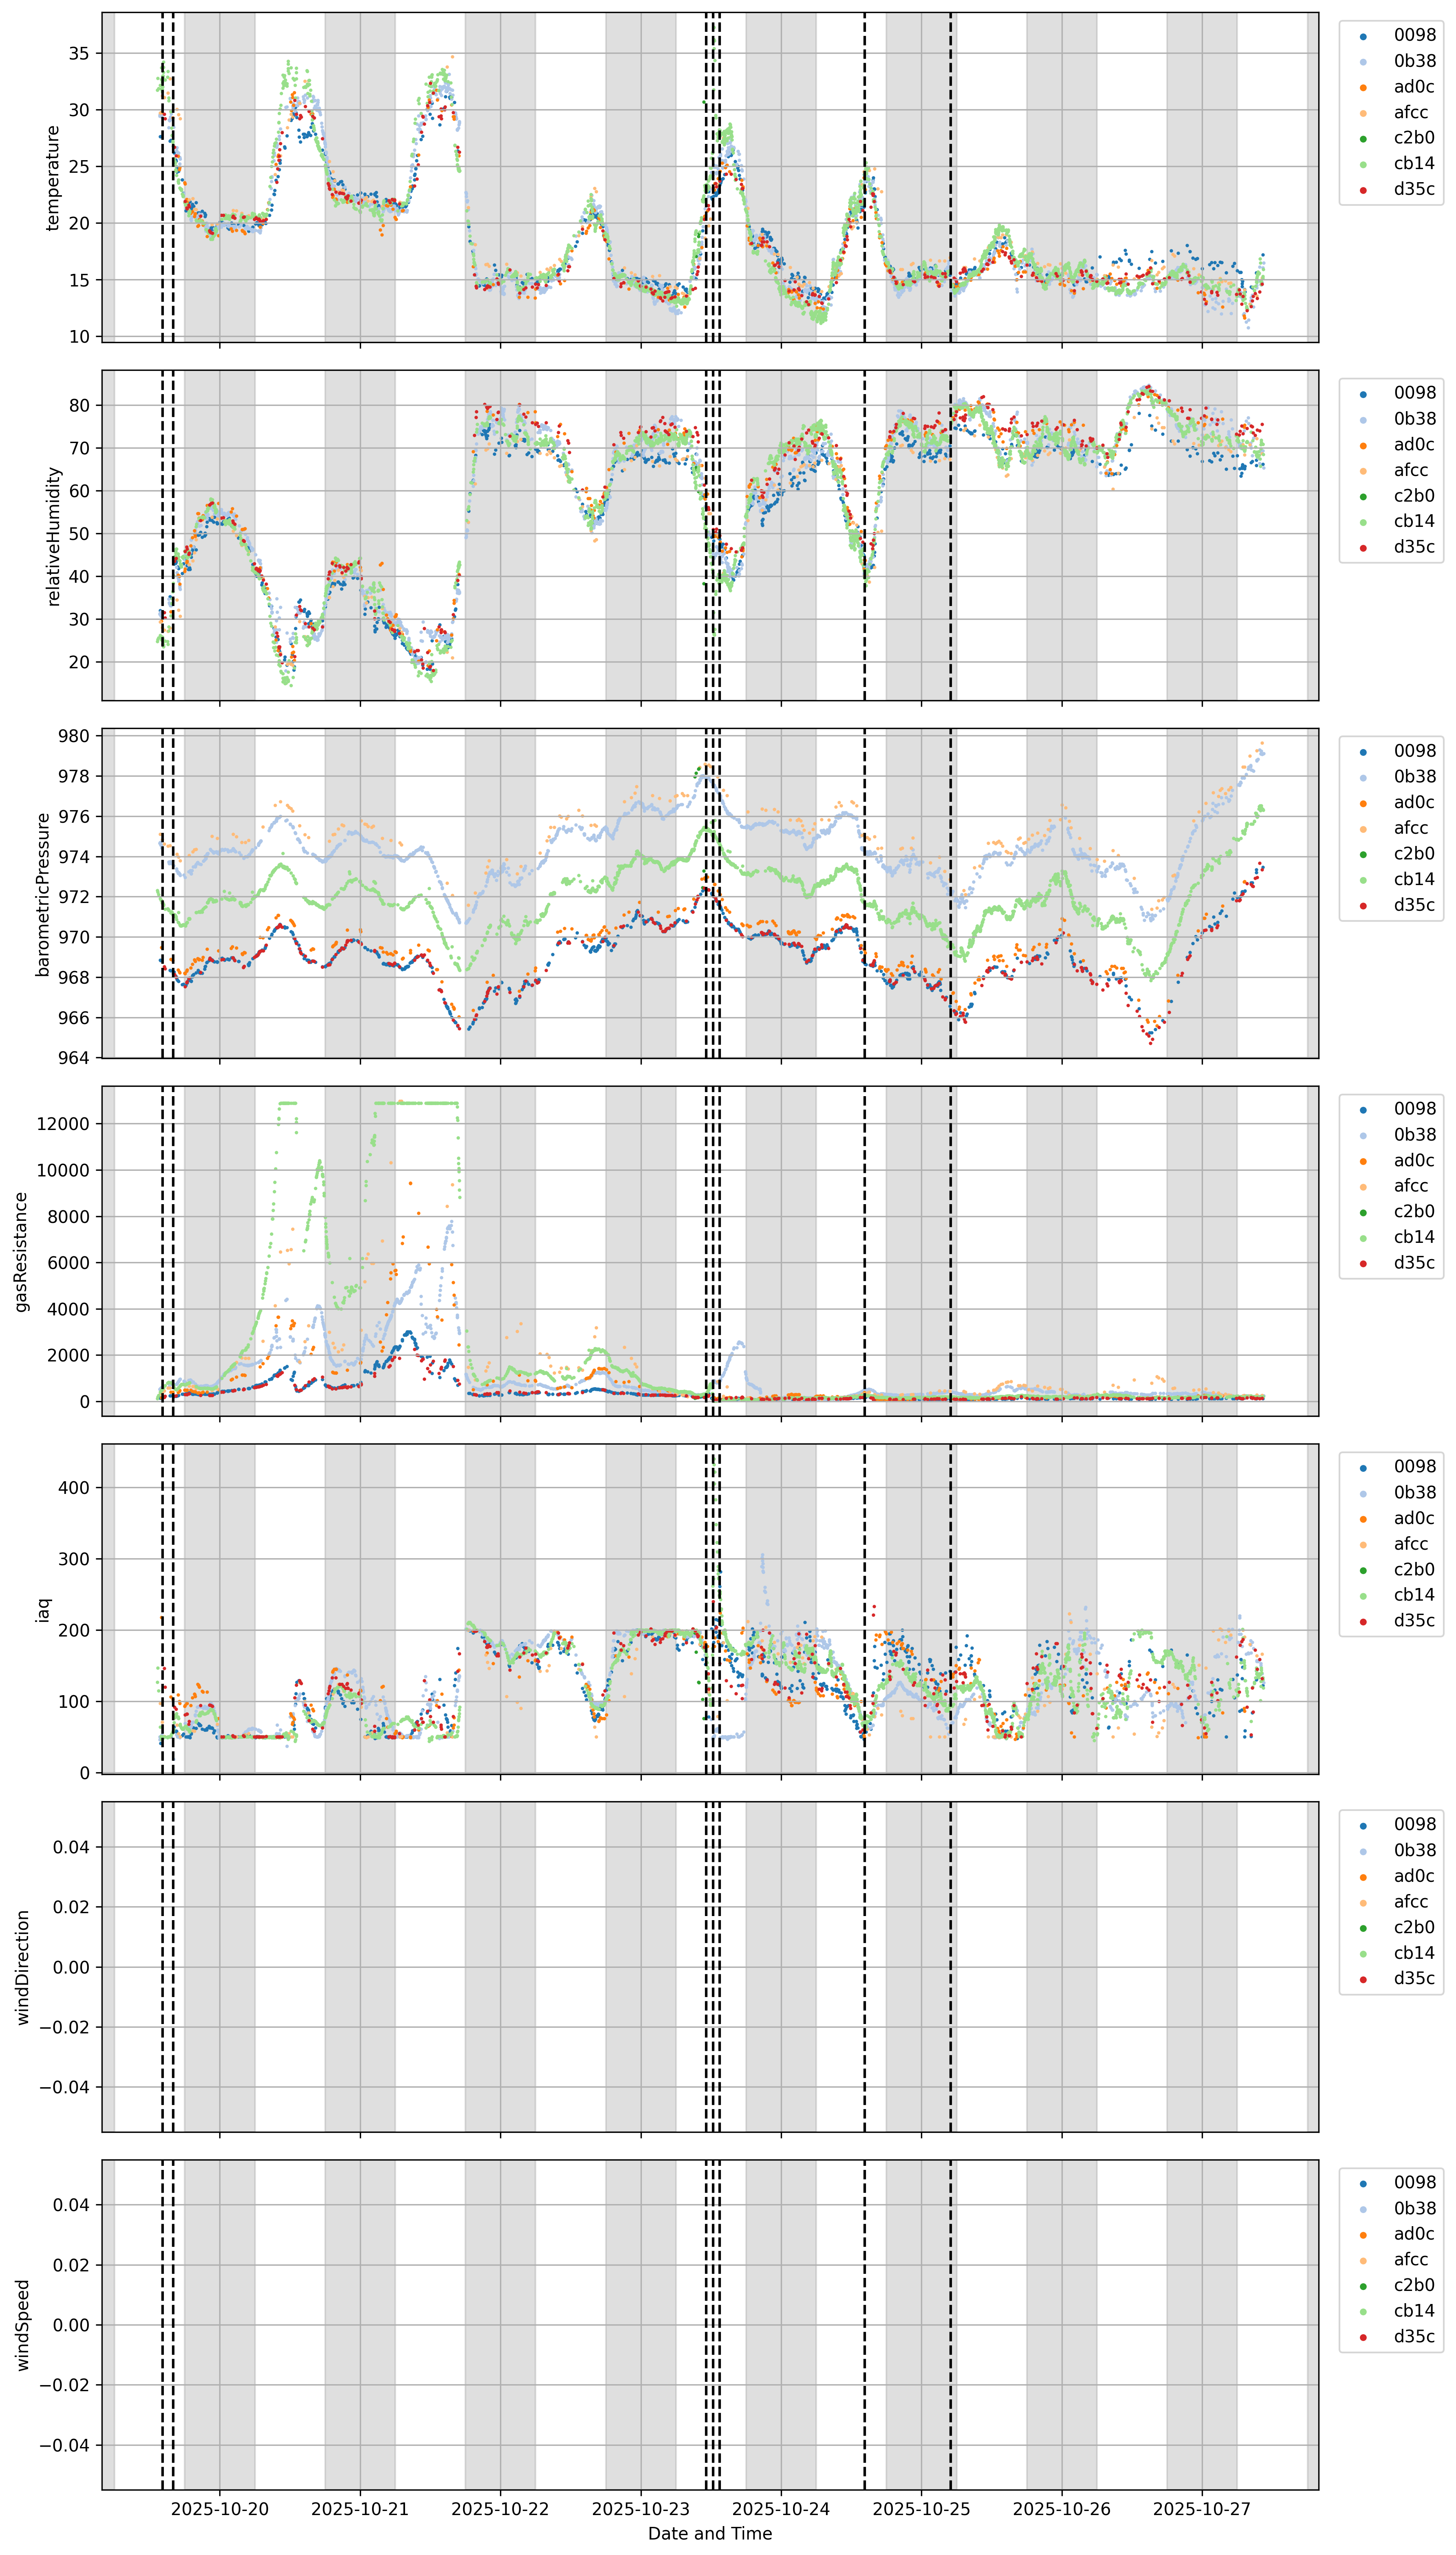 35
30
25
20
15
10
temperature
0098
0b38
ad0c
afcc
c2b0
cb14
d35c
80
70
60
50
40
30
20
relativeHumidity
0098
0b38
ad0c
afcc
c2b0
cb14
d35c
980
978
976
974
972
970
968
966
964
barometricPressure
0098
0b38
ad0c
afcc
c2b0
cb14
d35c
12000
10000
8000
6000
4000
2000
0
gasResistance
0098
0b38
ad0c
afcc
c2b0
cb14
d35c
400
300
200
100
0
iaq
0098
0b38
ad0c
afcc
c2b0
cb14
d35c
0.04
0.02
0.00
−0.02
−0.04
windDirection
0098
0b38
ad0c
afcc
c2b0
cb14
d35c
0.04
0.02
0.00
−0.02
−0.04
windSpeed
0098
0b38
ad0c
afcc
c2b0
cb14
d35c
2025-10-20 2025-10-21 2025-10-22 2025-10-23 2025-10-24 2025-10-25 2025-10-26 2025-10-27
Date and Time